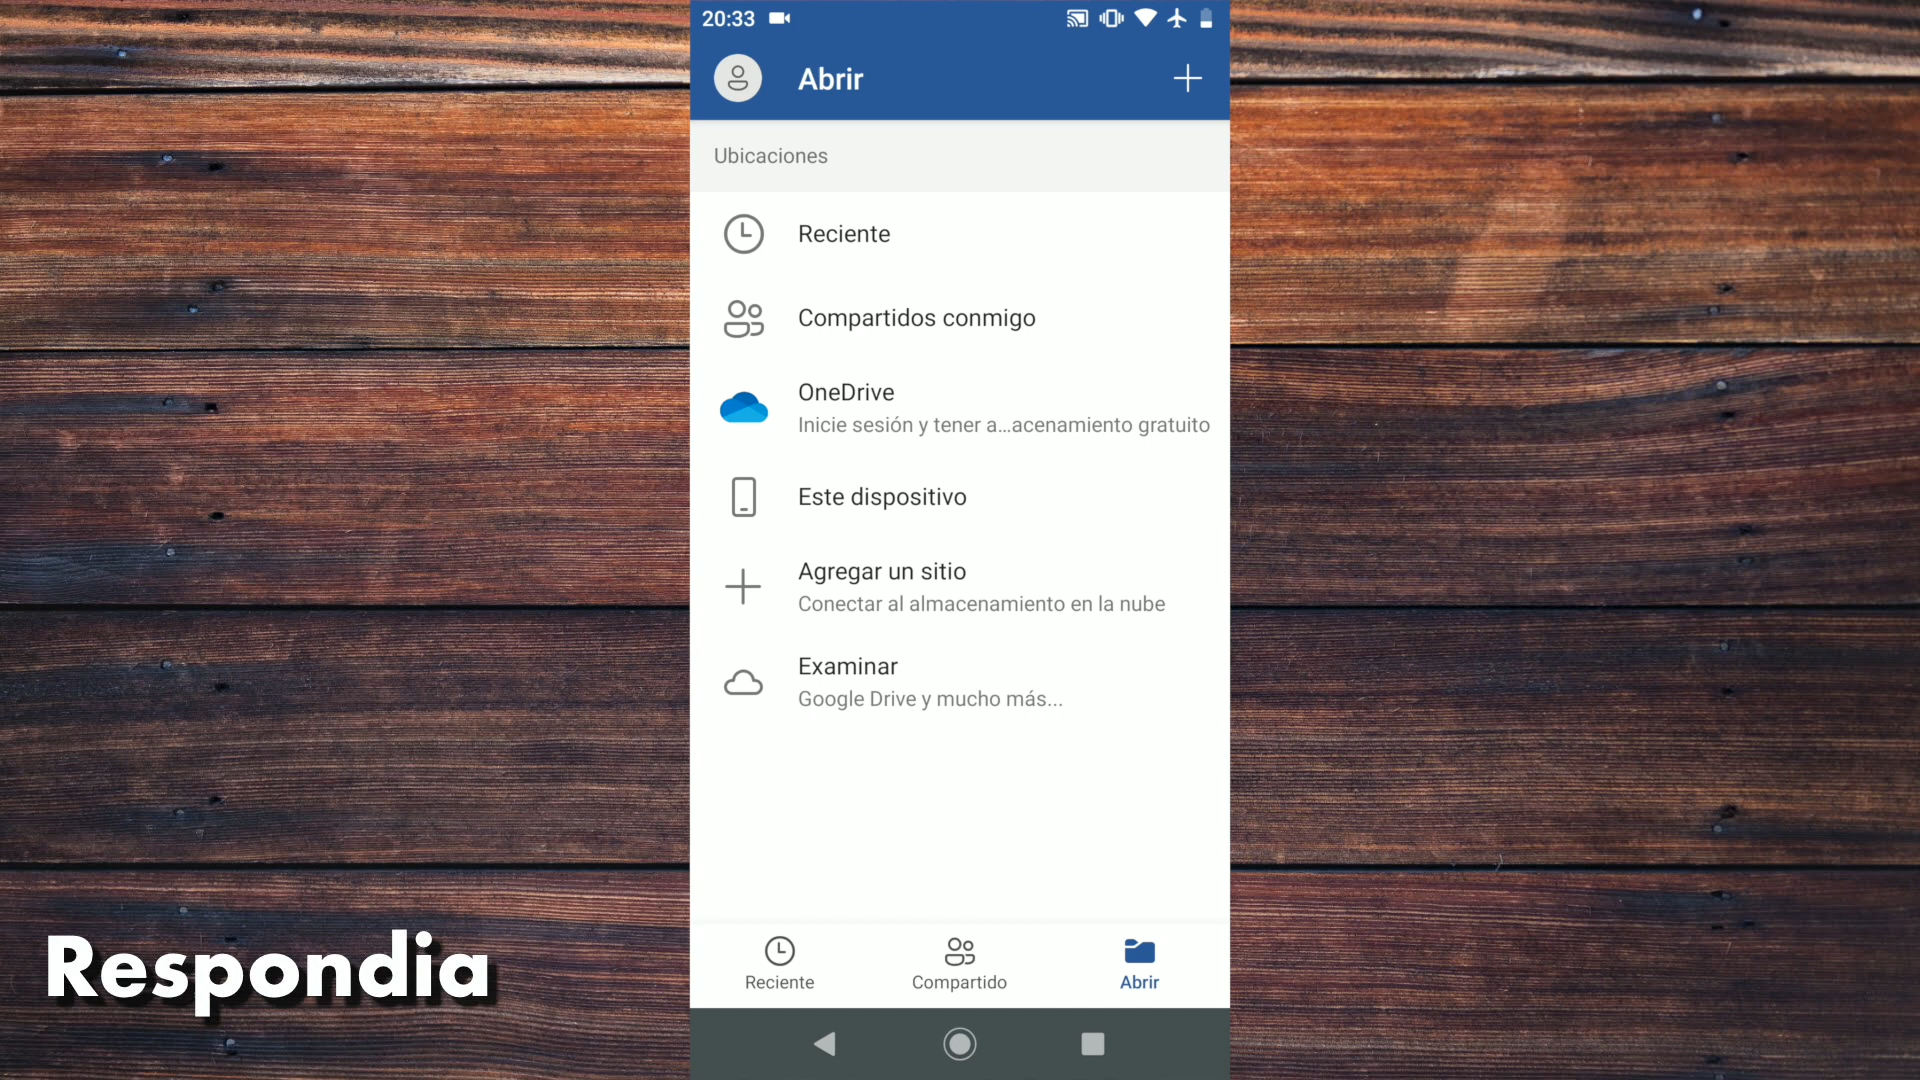 20:33
Abrir
Ubicaciones
Reciente
Compartidos conmigo
OneDrive
Inicie sesión y tener a...acenamiento gratuito
Este dispositivo
Agregar un sitio
Conectar al almacenamiento en la nube
Examinar
Google Drive y mucho más...
Reciente
Compartido
Abrir
Respondia